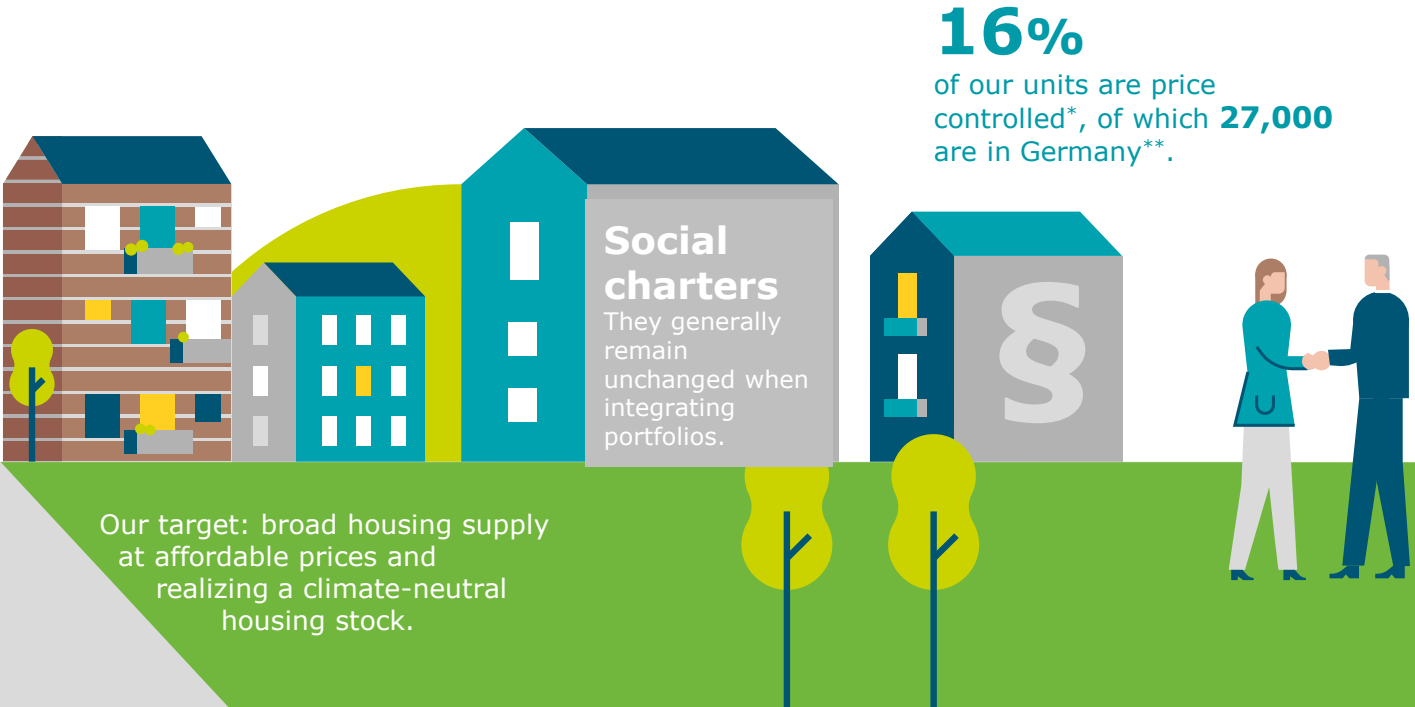 16%
of our units are price
controlled*, of which 27,000
are in Germany**.
Social
charters
They generally
remain
unchanged when
integrating
portfolios.
§
Our target: broad housing supply
at affordable prices and
realizing a climate-neutral
housing stock.